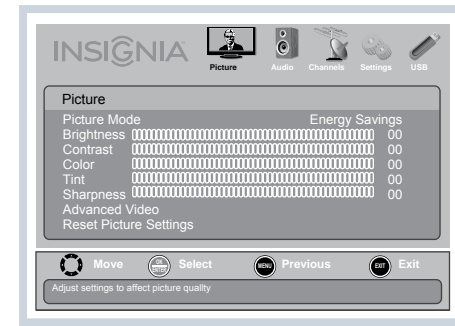 INSIGNIA
Picture Audio Channels Settings USB
Picture
Picture Mode Energy Savings
Brightness 00
Contrast 00
Color 00
Tint 00
Sharpness 00
Advanced Video
Reset Picture Settings
Move OK ENTER Select MENU Previous EXIT Exit
Adjust settings to affect picture quality